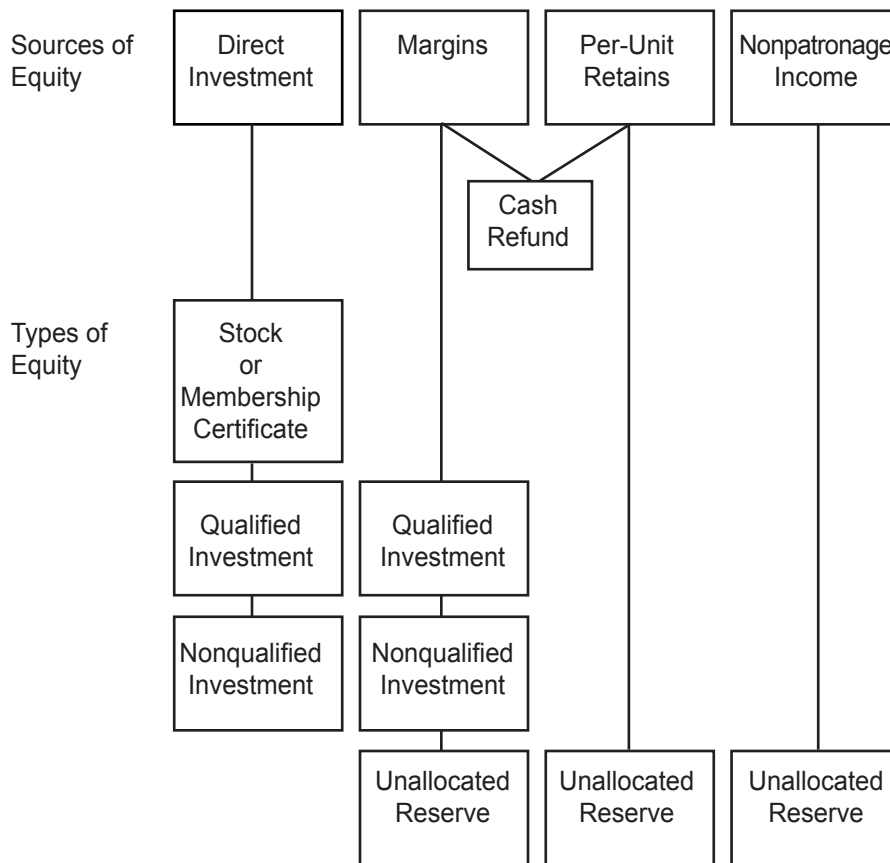 Sources of
Equity
Direct
Investment
Margins
Per-Unit
Retains
Nonpatronage
Income
Cash
Refund
Types of
Equity
Stock
or
Membership
Certificate
Qualified
Investment
Qualified
Investment
Nonqualified
Investment
Nonqualified
Investment
Unallocated
Reserve
Unallocated
Reserve
Unallocated
Reserve